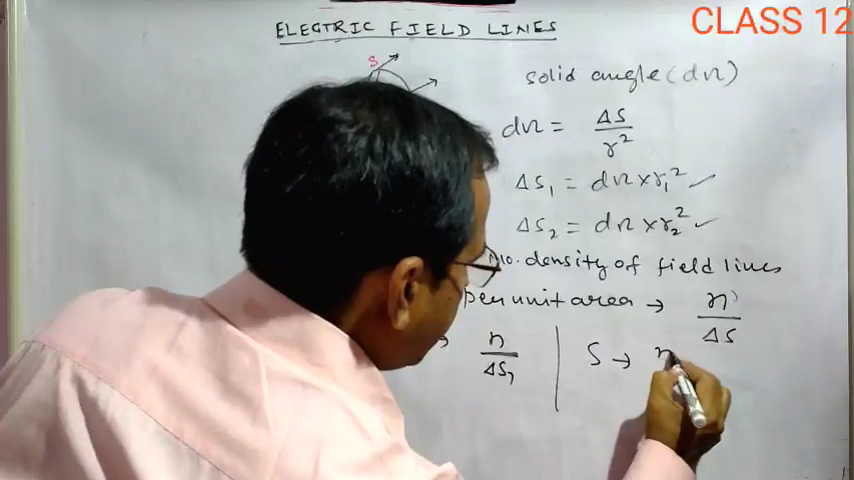 CLASS 12
ELECTRIC FIELD LINES
S
solid angle (dΩ)
dΩ = ΔS / r²
ΔS₁ = dΩ × r₁² ✓
ΔS₂ = dΩ × r₂² ✓
No. density of field lines
per unit area → n / ΔS
→ n / ΔS₁
S → n